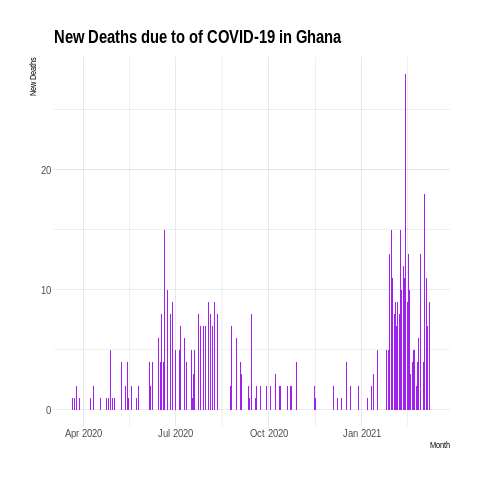 New Deaths due to of COVID-19 in Ghana
New Deaths
20
10
0
Apr 2020 Jul 2020 Oct 2020 Jan 2021
Month